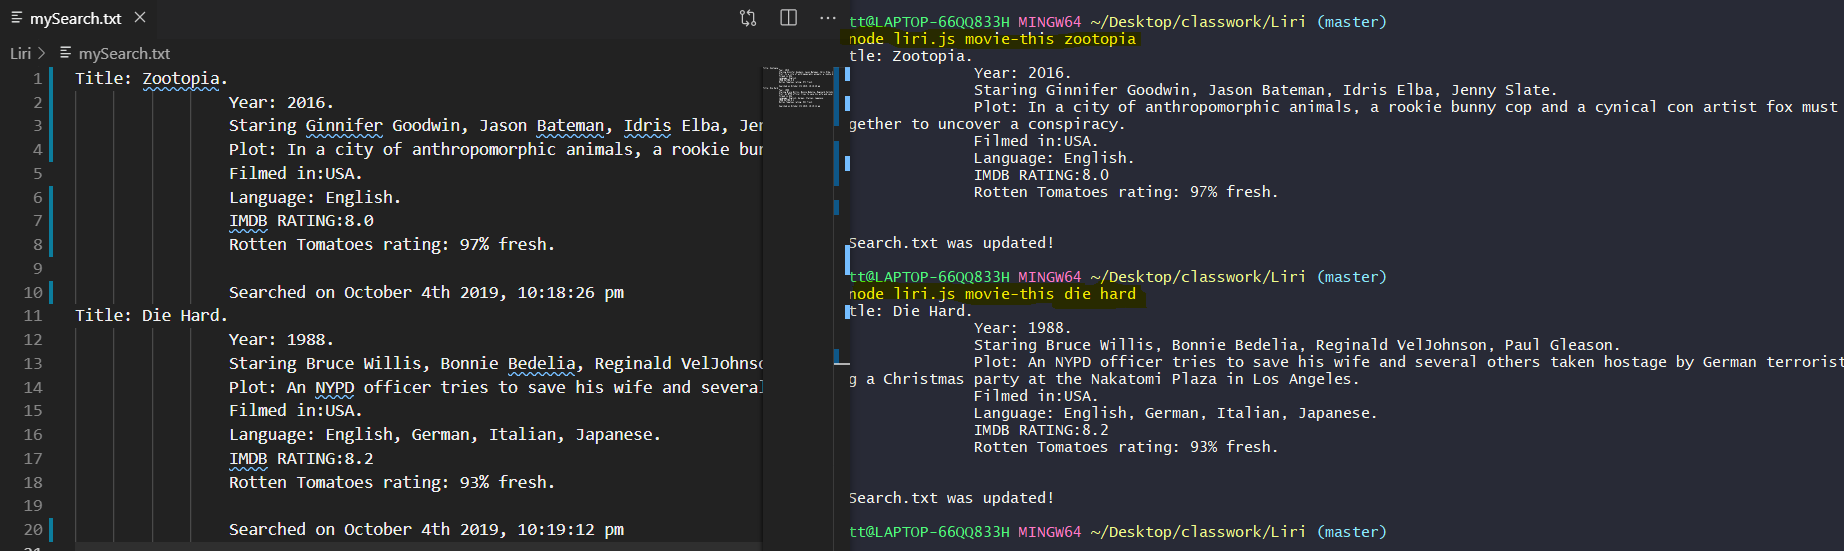 mySearch.txt
Liri > mySearch.txt
1 Title: Zootopia.
2 Year: 2016.
3 Staring Ginnifer Goodwin, Jason Bateman, Idris Elba, Jen
4 Plot: In a city of anthropomorphic animals, a rookie bun
5 Filmed in:USA.
6 Language: English.
7 IMDB RATING:8.0
8 Rotten Tomatoes rating: 97% fresh.
9
10 Searched on October 4th 2019, 10:18:26 pm
11 Title: Die Hard.
12 Year: 1988.
13 Staring Bruce Willis, Bonnie Bedelia, Reginald VelJohnso
14 Plot: An NYPD officer tries to save his wife and several
15 Filmed in:USA.
16 Language: English, German, Italian, Japanese.
17 IMDB RATING:8.2
18 Rotten Tomatoes rating: 93% fresh.
19
20 Searched on October 4th 2019, 10:19:12 pm
21
tt@LAPTOP-66QQ833H MINGW64 ~/Desktop/classwork/Liri (master)
node liri.js movie-this zootopia
tle: Zootopia.
Year: 2016.
Staring Ginnifer Goodwin, Jason Bateman, Idris Elba, Jenny Slate.
Plot: In a city of anthropomorphic animals, a rookie bunny cop and a cynical con artist fox must
gether to uncover a conspiracy.
Filmed in:USA.
Language: English.
IMDB RATING:8.0
Rotten Tomatoes rating: 97% fresh.
Search.txt was updated!
tt@LAPTOP-66QQ833H MINGW64 ~/Desktop/classwork/Liri (master)
node liri.js movie-this die hard
tle: Die Hard.
Year: 1988.
Staring Bruce Willis, Bonnie Bedelia, Reginald VelJohnson, Paul Gleason.
Plot: An NYPD officer tries to save his wife and several others taken hostage by German terrorist
g a Christmas party at the Nakatomi Plaza in Los Angeles.
Filmed in:USA.
Language: English, German, Italian, Japanese.
IMDB RATING:8.2
Rotten Tomatoes rating: 93% fresh.
Search.txt was updated!
tt@LAPTOP-66QQ833H MINGW64 ~/Desktop/classwork/Liri (master)